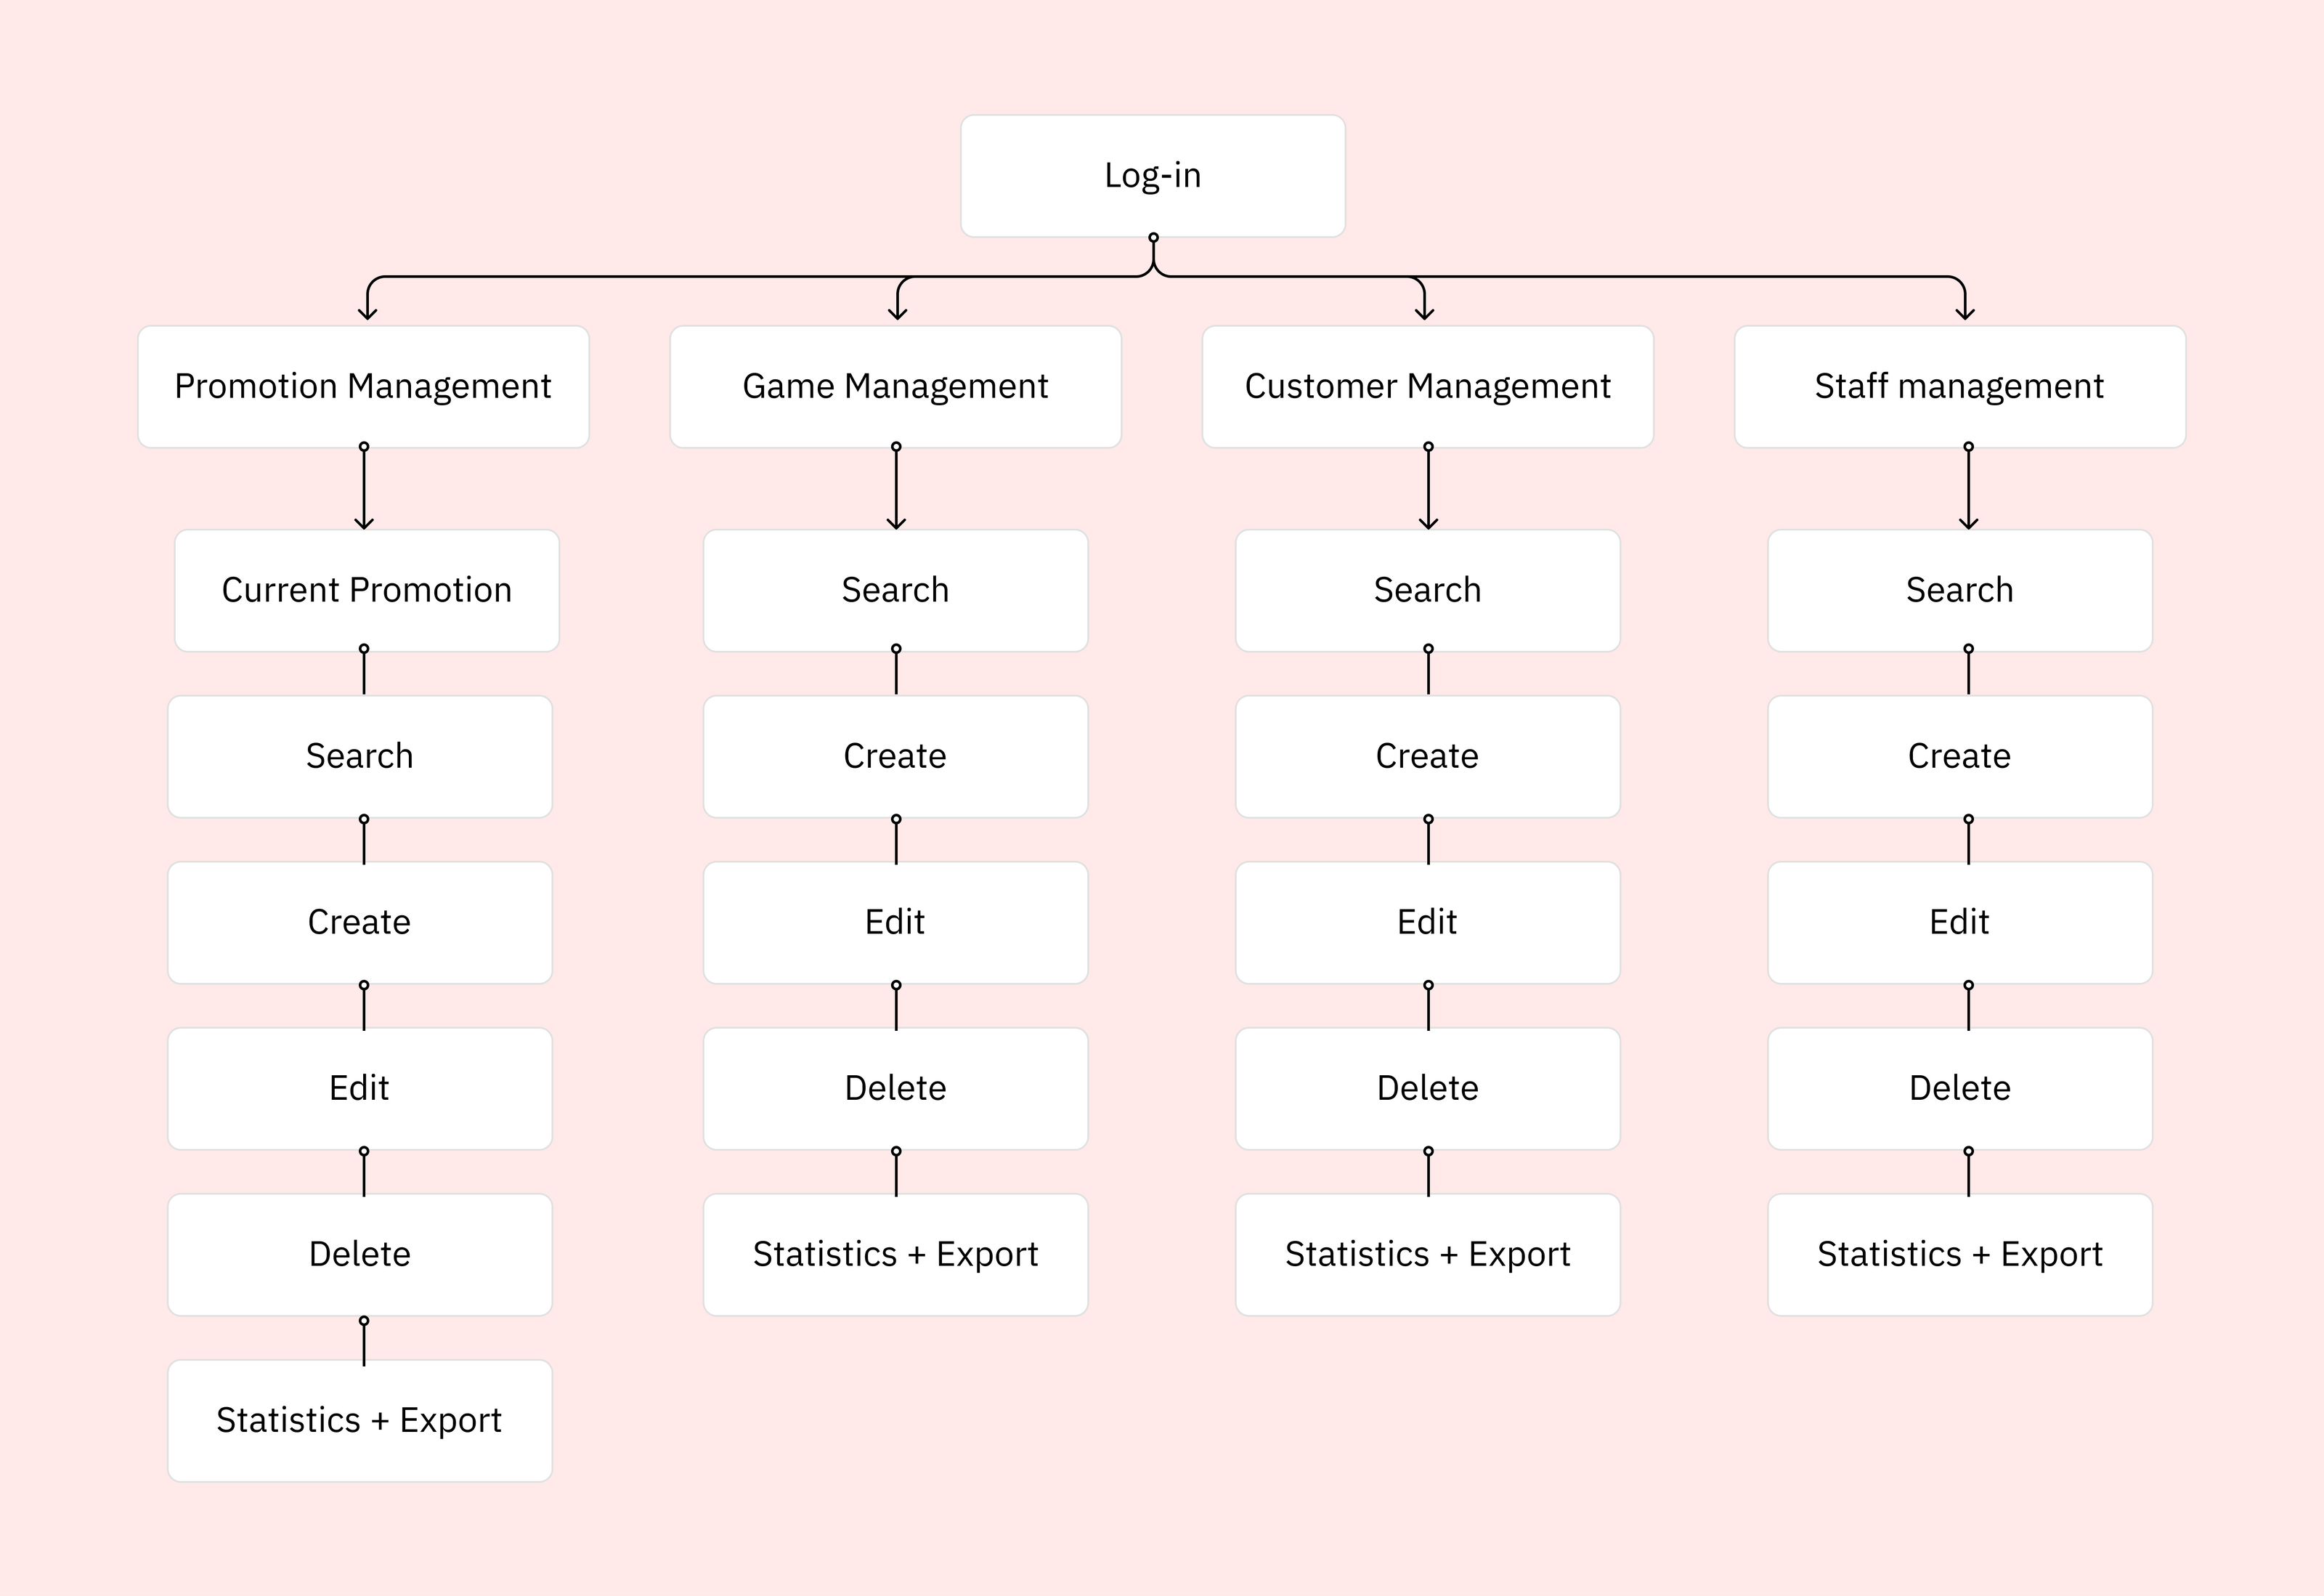 Log-in
Promotion Management
Game Management
Customer Management
Staff management
Current Promotion
Search
Search
Search
Search
Create
Create
Create
Create
Edit
Edit
Edit
Edit
Delete
Delete
Delete
Delete
Statistics + Export
Statistics + Export
Statistics + Export
Statistics + Export